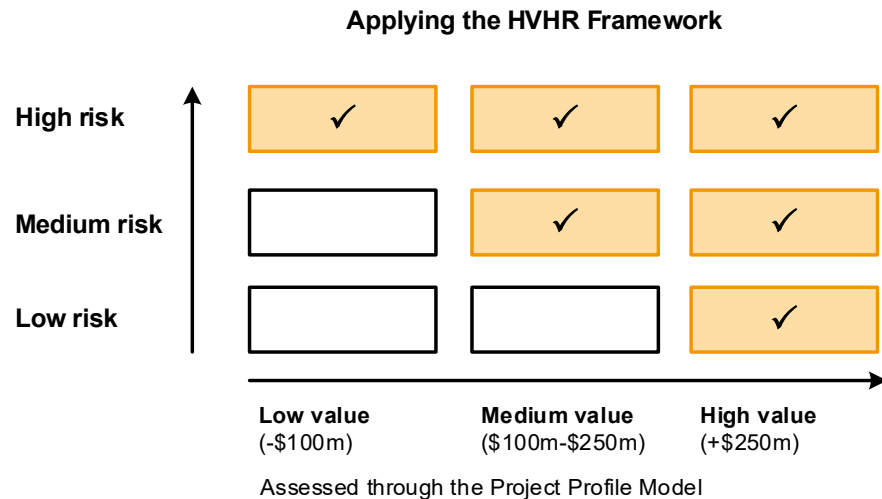 Applying the HVHR Framework
High risk ✓ ✓ ✓
Medium risk ✓ ✓
Low risk ✓
Low value Medium value High value
(-$100m) ($100m-$250m) (+$250m)
Assessed through the Project Profile Model